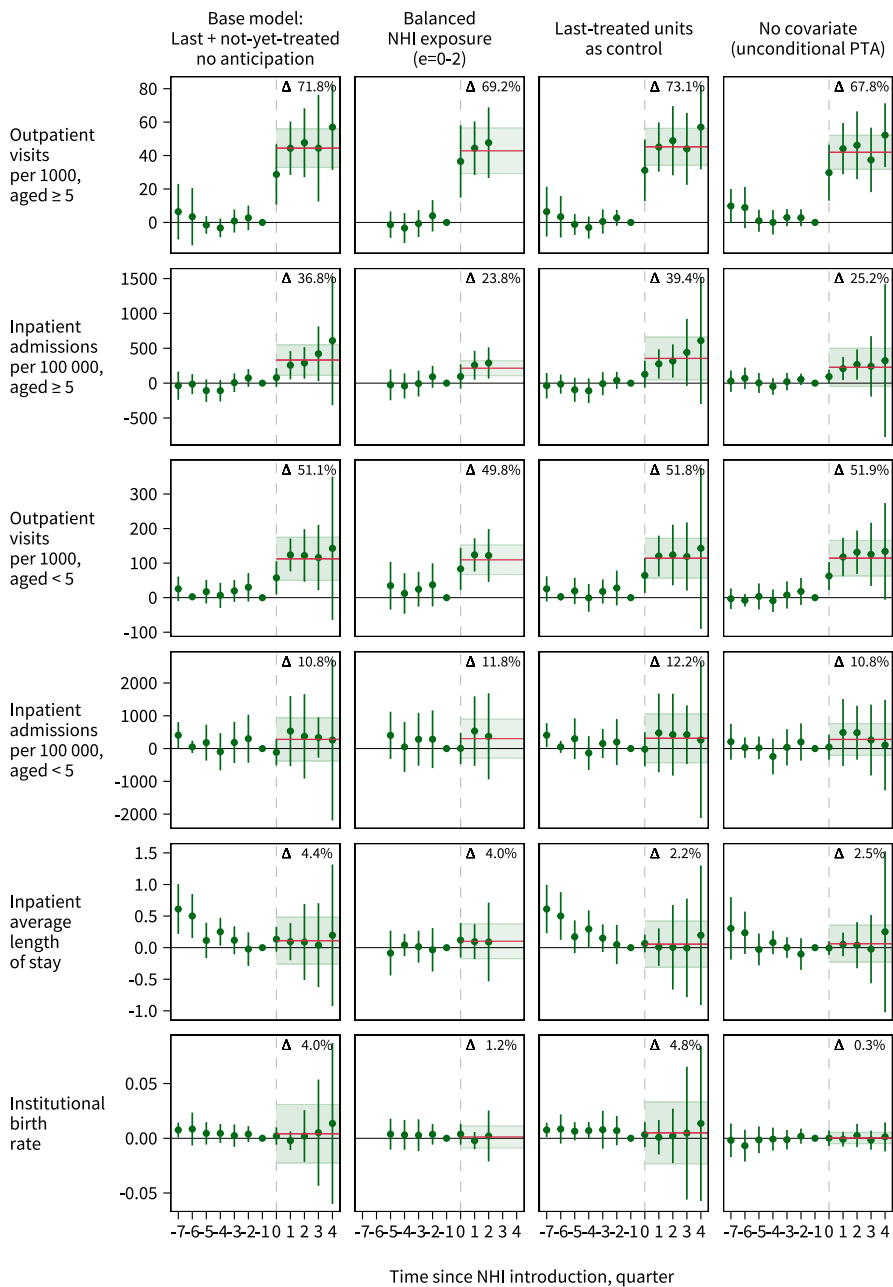 Base model:
Last + not-yet-treated
no anticipation
Balanced
NHI exposure
(e=0-2)
Last-treated units
as control
No covariate
(unconditional PTA)
Outpatient
visits
per 1000,
aged ≥ 5
80
60
40
20
0
Δ 71.8%
Δ 69.2%
Δ 73.1%
Δ 67.8%
Inpatient
admissions
per 100 000,
aged ≥ 5
1500
1000
500
0
-500
Δ 36.8%
Δ 23.8%
Δ 39.4%
Δ 25.2%
Outpatient
visits
per 1000,
aged < 5
300
200
100
0
-100
Δ 51.1%
Δ 49.8%
Δ 51.8%
Δ 51.9%
Inpatient
admissions
per 100 000,
aged < 5
2000
1000
0
-1000
-2000
Δ 10.8%
Δ 11.8%
Δ 12.2%
Δ 10.8%
Inpatient
average
length
of stay
1.5
1.0
0.5
0.0
-0.5
-1.0
Δ 4.4%
Δ 4.0%
Δ 2.2%
Δ 2.5%
Institutional
birth
rate
0.05
0.00
-0.05
Δ 4.0%
Δ 1.2%
Δ 4.8%
Δ 0.3%
-7-6-5-4-3-2-1 0 1 2 3 4
-7-6-5-4-3-2-1 0 1 2 3 4
-7-6-5-4-3-2-1 0 1 2 3 4
-7-6-5-4-3-2-1 0 1 2 3 4
Time since NHI introduction, quarter